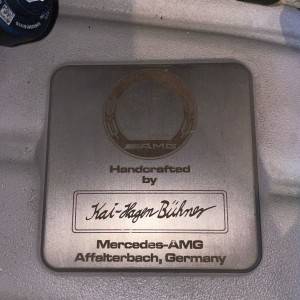 AMG
Handcrafted
by
Kai-Hagen Bühner
Mercedes-AMG
Affalterbach, Germany